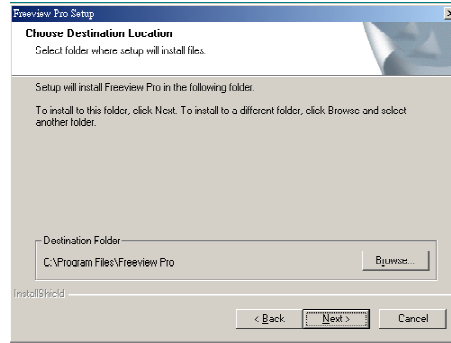 Freeview Pro Setup
Choose Destination Location
Select folder where setup will install files.
Setup will install Freeview Pro in the following folder.
To install to this folder, click Next. To install to a different folder, click Browse and select
another folder.
Destination Folder
C:\Program Files\Freeview Pro
Browse...
InstallShield
< Back
Next >
Cancel